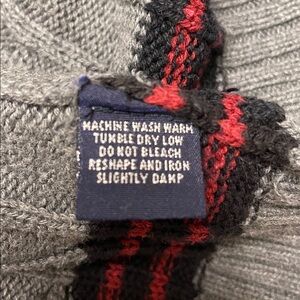 MACHINE WASH WARM
TUMBLE DRY LOW
DO NOT BLEACH
RESHAPE AND IRON
SLIGHTLY DAMP